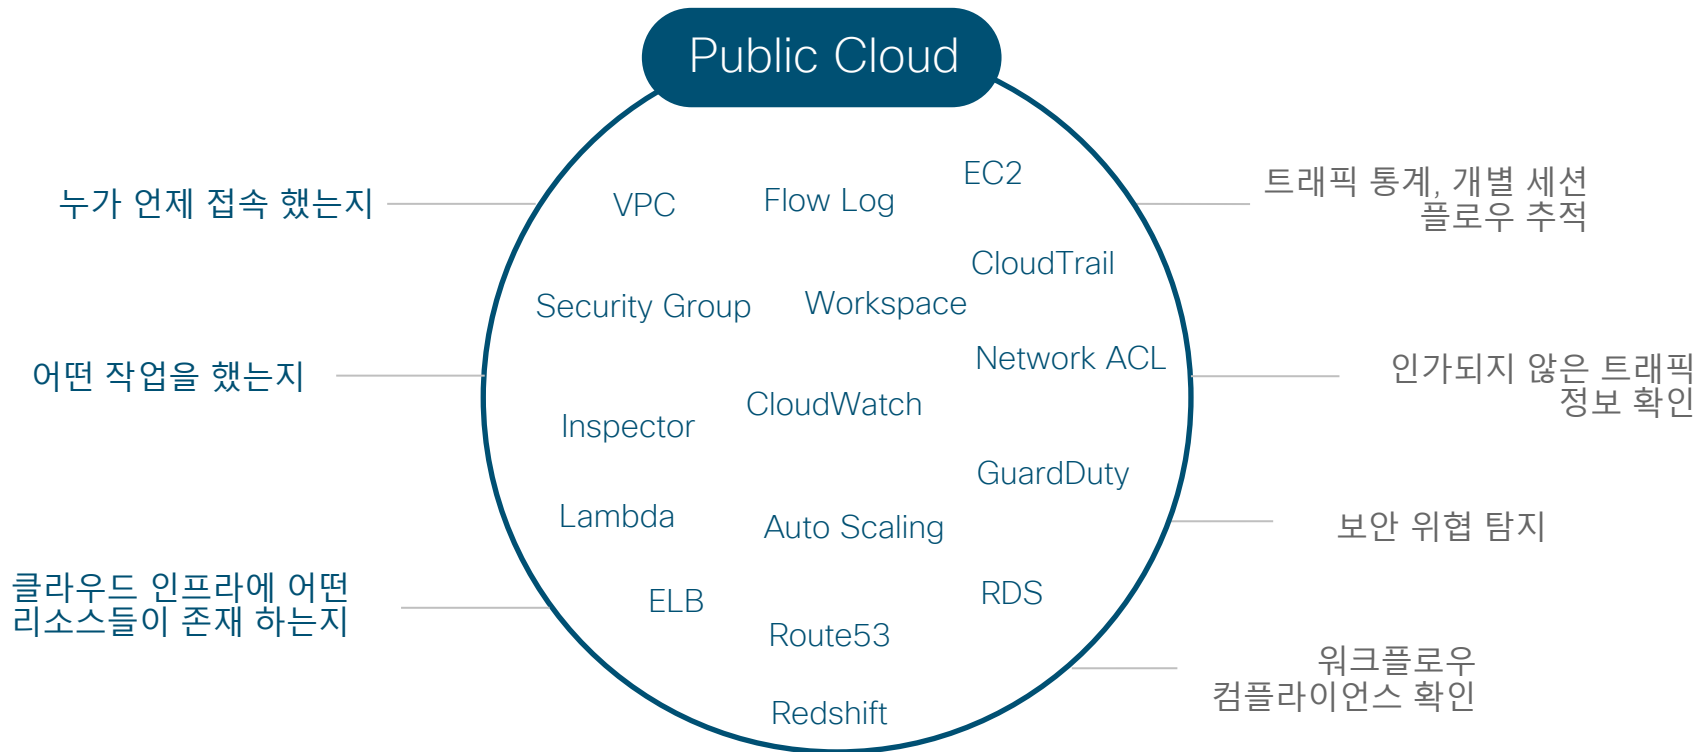 Public Cloud
누가 언제 접속 했는지
어떤 작업을 했는지
클라우드 인프라에 어떤
리소스들이 존재 하는지
EC2
VPC
Flow Log
CloudTrail
Security Group
Workspace
Network ACL
CloudWatch
Inspector
GuardDuty
Lambda
Auto Scaling
ELB
RDS
Route53
Redshift
트래픽 통계, 개별 세션
플로우 추적
인가되지 않은 트래픽
정보 확인
보안 위협 탐지
워크플로우
컴플라이언스 확인